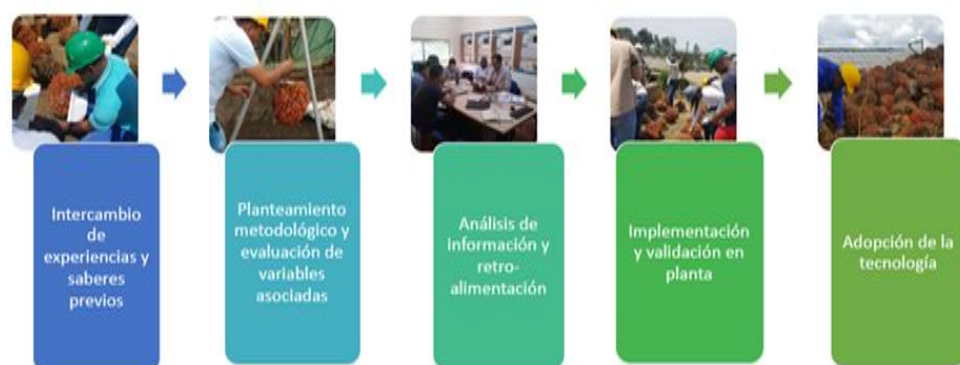 Intercambio
de
experiencias y
saberes
previos
Planteamiento
metodológico y
evaluación de
variables
asociadas
Análisis de
información y
retro-
alimentación
Implementación
y validación en
planta
Adopción de la
tecnología